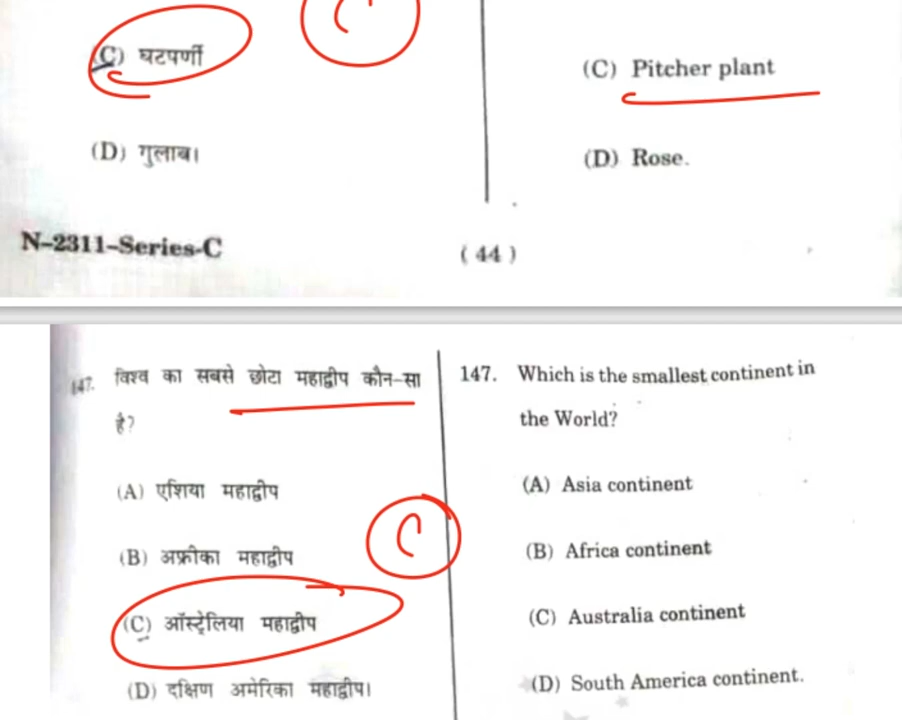 (C) घटपर्णी
(D) गुलाब।
(C) Pitcher plant
(D) Rose.
N-2311-Series-C
( 44 )
147. विश्व का सबसे छोटा महाद्वीप कौन-सा
है?
(A) एशिया महाद्वीप
(B) अफ्रीका महाद्वीप
(C) ऑस्ट्रेलिया महाद्वीप
(D) दक्षिण अमेरिका महाद्वीप।
C
147. Which is the smallest continent in
the World?
(A) Asia continent
(B) Africa continent
(C) Australia continent
(D) South America continent.